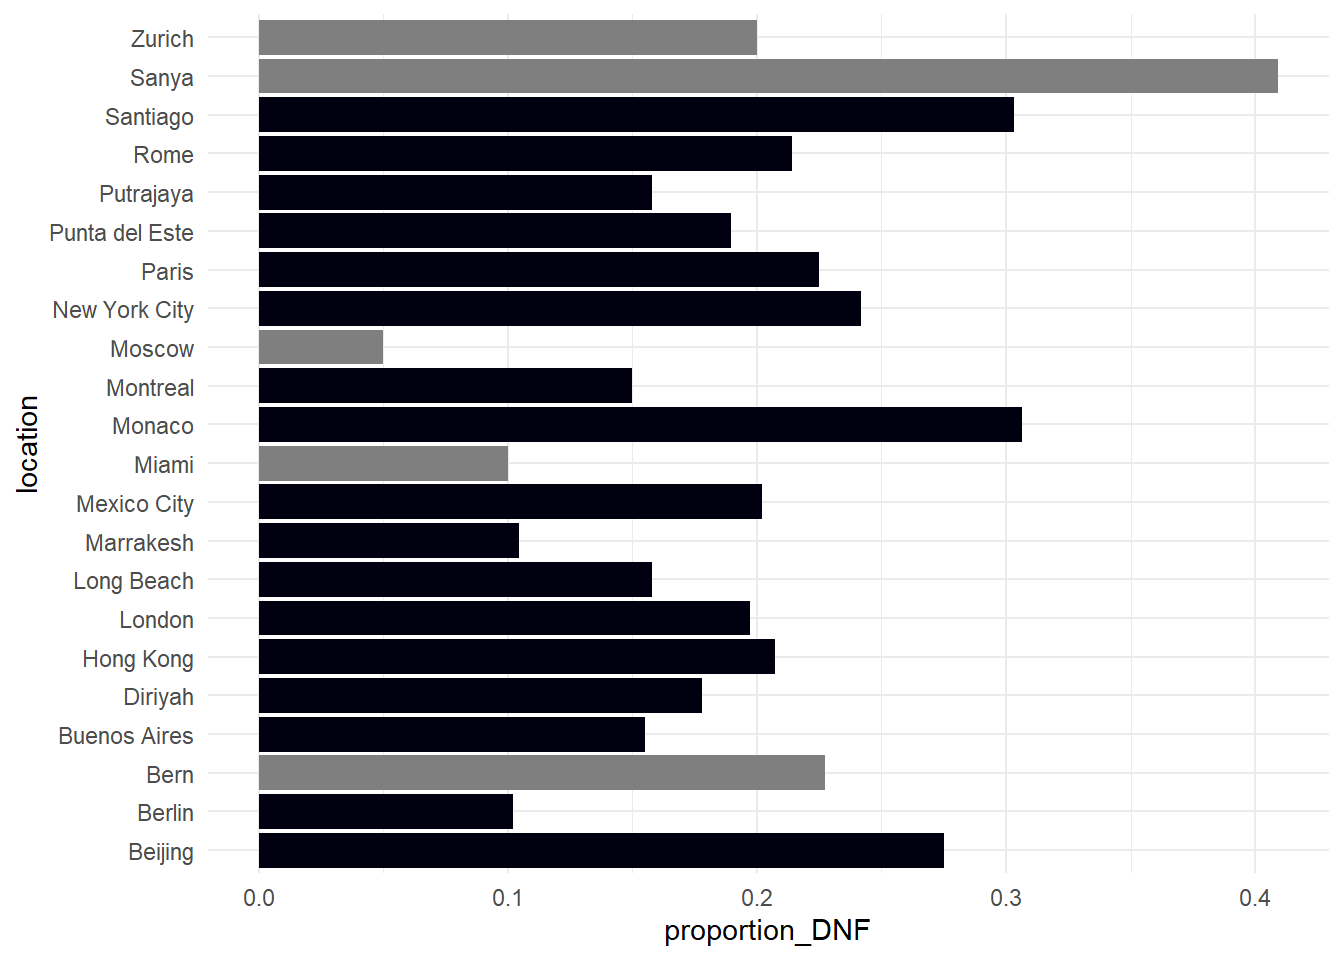 Zurich
Sanya
Santiago
Rome
Putrajaya
Punta del Este
Paris
New York City
Moscow
Montreal
Monaco
Miami
Mexico City
Marrakesh
Long Beach
London
Hong Kong
Diriyah
Buenos Aires
Bern
Berlin
Beijing
location
0.0 0.1 0.2 0.3 0.4
proportion_DNF